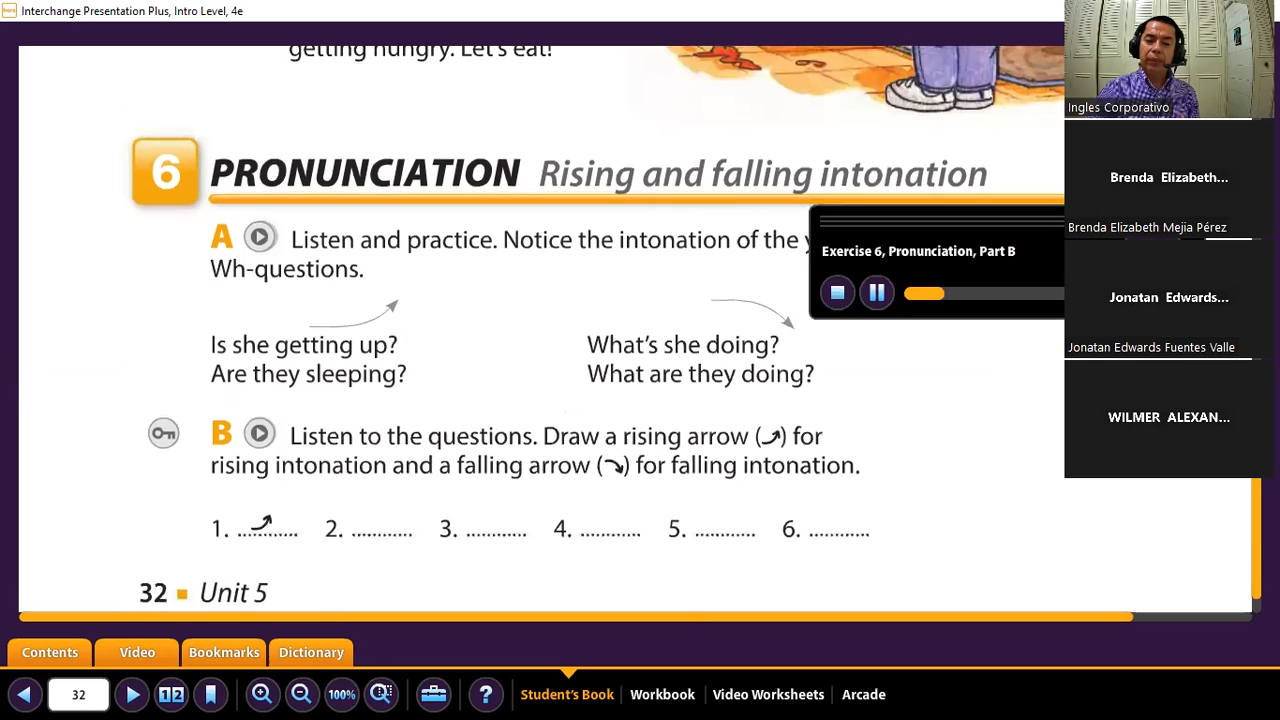 Interchange Presentation Plus, Intro Level, 4e
getting hungry. Let's eat!
6 PRONUNCIATION Rising and falling intonation
A Listen and practice. Notice the intonation of the
Wh-questions.
Is she getting up? What's she doing?
Are they sleeping? What are they doing?
B Listen to the questions. Draw a rising arrow ( ) for
rising intonation and a falling arrow ( ) for falling intonation.
1. ........... 2. ........... 3. ........... 4. ........... 5. ........... 6. ...........
32 Unit 5
Exercise 6, Pronunciation, Part B
Ingles Corporativo
Brenda Elizabeth...
Brenda Elizabeth Mejia Pérez
Jonatan Edwards...
Jonatan Edwards Fuentes Valle
WILMER ALEXAN...
Contents Video Bookmarks Dictionary
32 1 2 100% ? Student's Book Workbook Video Worksheets Arcade